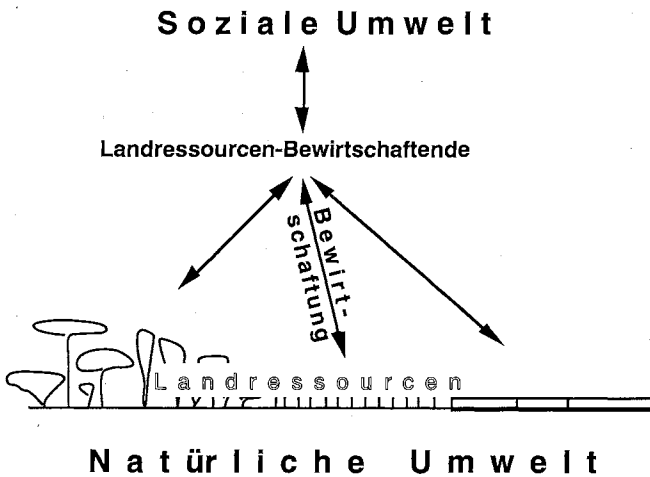 Soziale Umwelt
Landressourcen-Bewirtschaftende
Bewirt-
schaftung
Landressourcen
Natürliche Umwelt